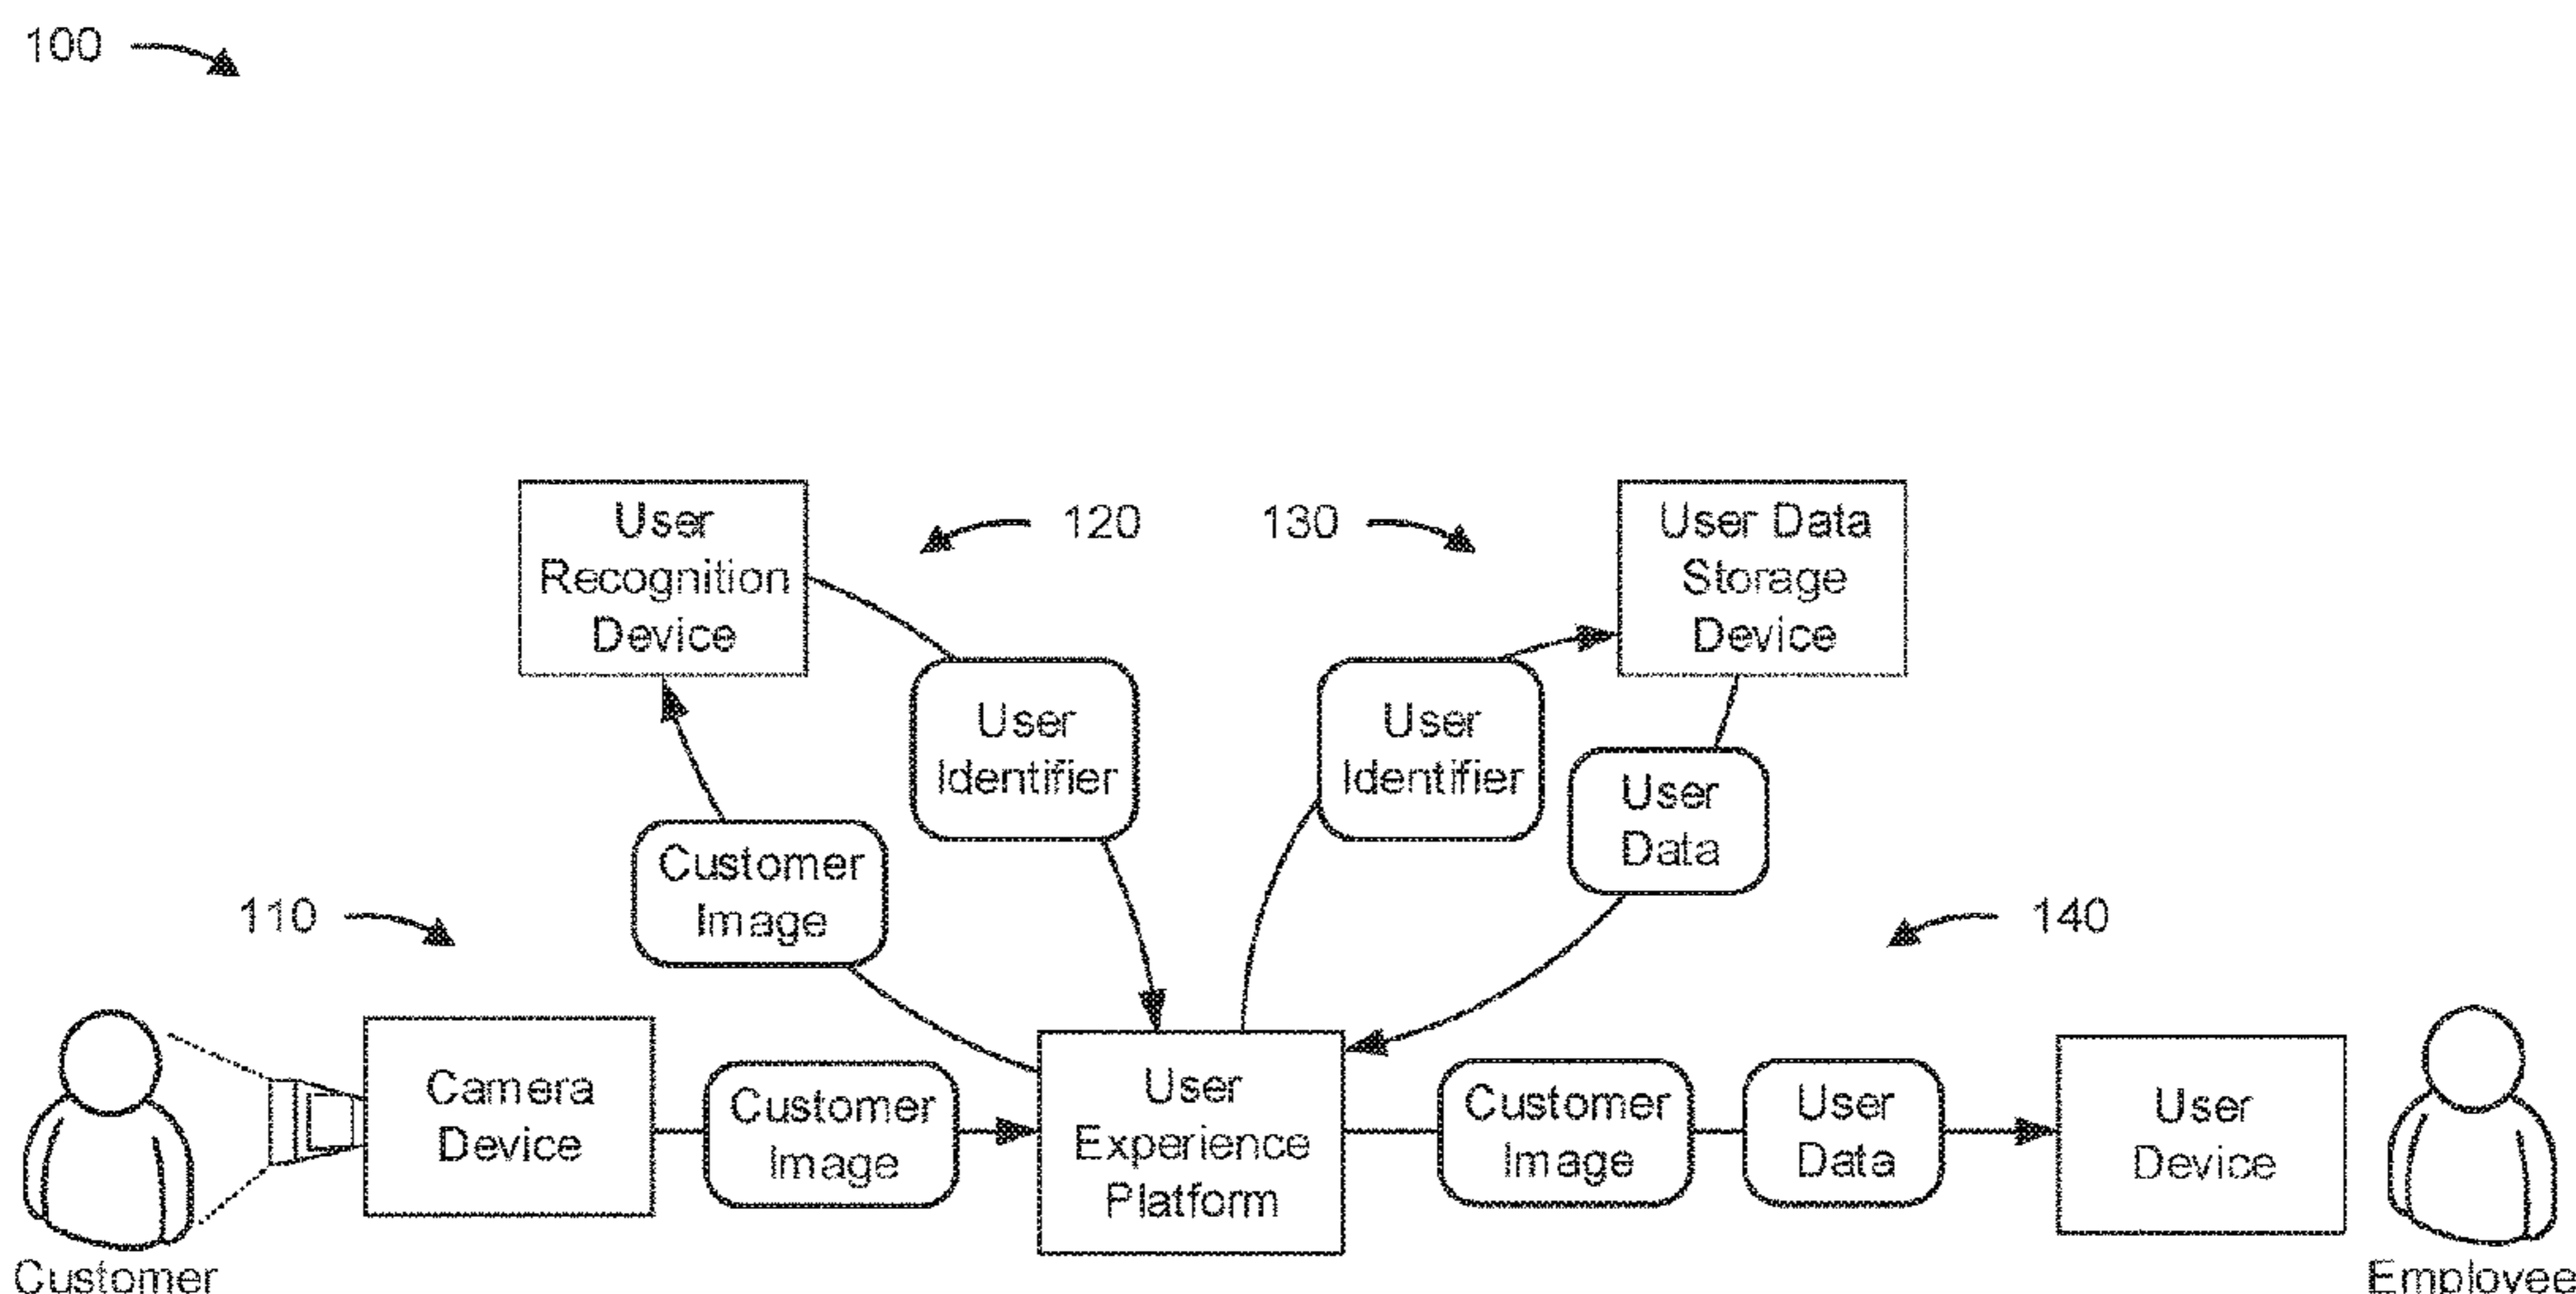 100
User
Recognition
Device
120
130
User Data
Storage
Device
User
Identifier
User
Identifier
User
Data
Customer
Image
110
140
Camera
Device
Customer
Image
User
Experience
Platform
Customer
Image
User
Data
User
Device
Customer
Employee